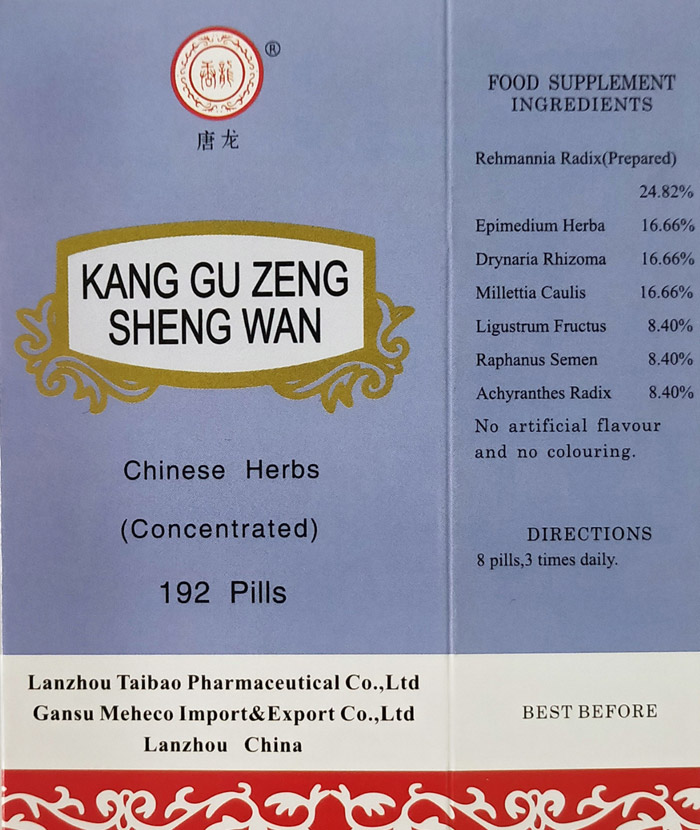 ®
唐龙
KANG GU ZENG
SHENG WAN
Chinese Herbs
(Concentrated)
192 Pills
Lanzhou Taibao Pharmaceutical Co.,Ltd
Gansu Meheco Import&Export Co.,Ltd
Lanzhou China
FOOD SUPPLEMENT
INGREDIENTS
Rehmannia Radix(Prepared)
24.82%
Epimedium Herba 16.66%
Drynaria Rhizoma 16.66%
Millettia Caulis 16.66%
Ligustrum Fructus 8.40%
Raphanus Semen 8.40%
Achyranthes Radix 8.40%
No artificial flavour
and no colouring.
DIRECTIONS
8 pills,3 times daily.
BEST BEFORE